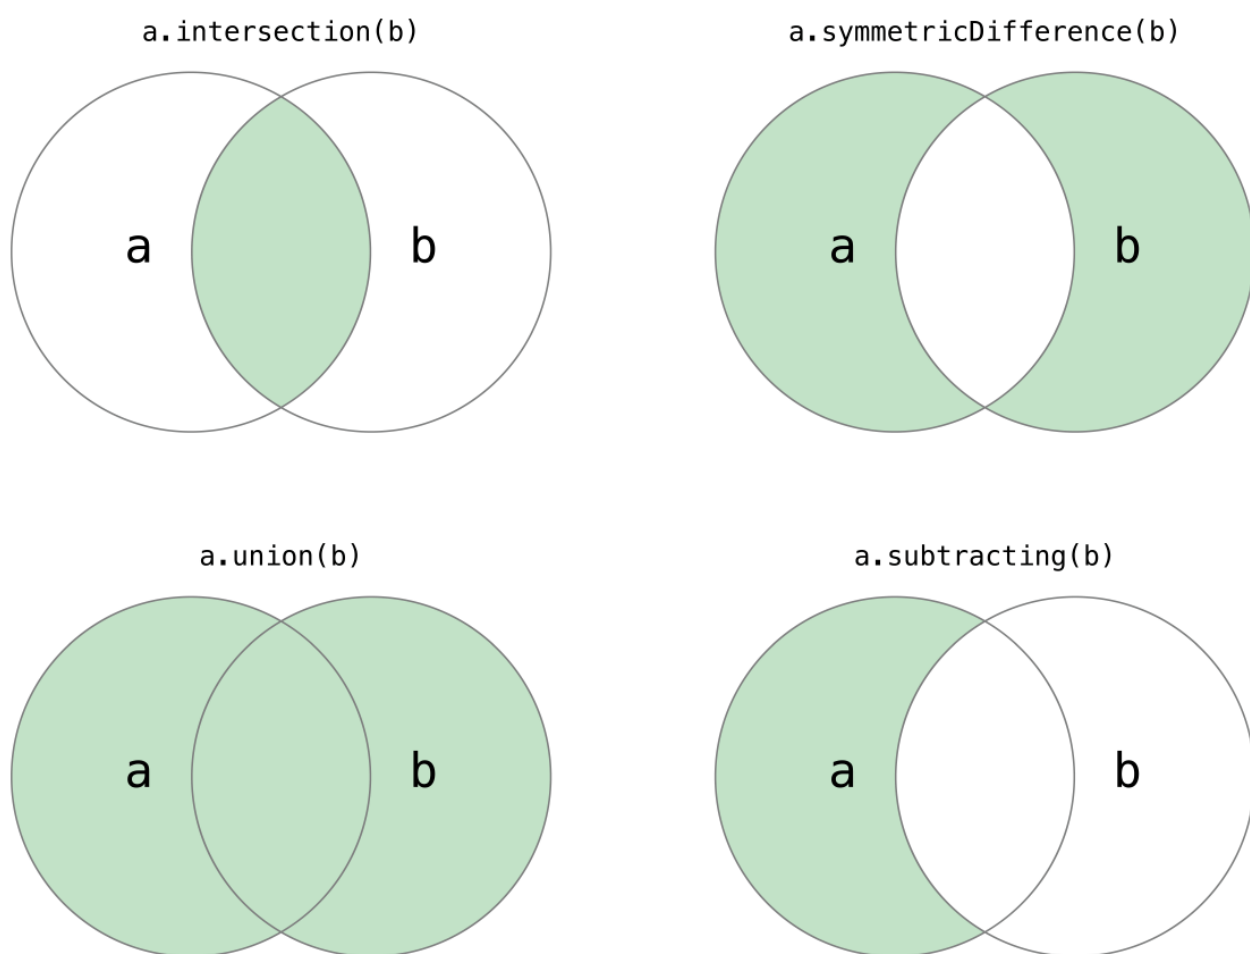 a.intersection(b)
a.symmetricDifference(b)
a b
a b
a.union(b)
a.subtracting(b)
a b
a b